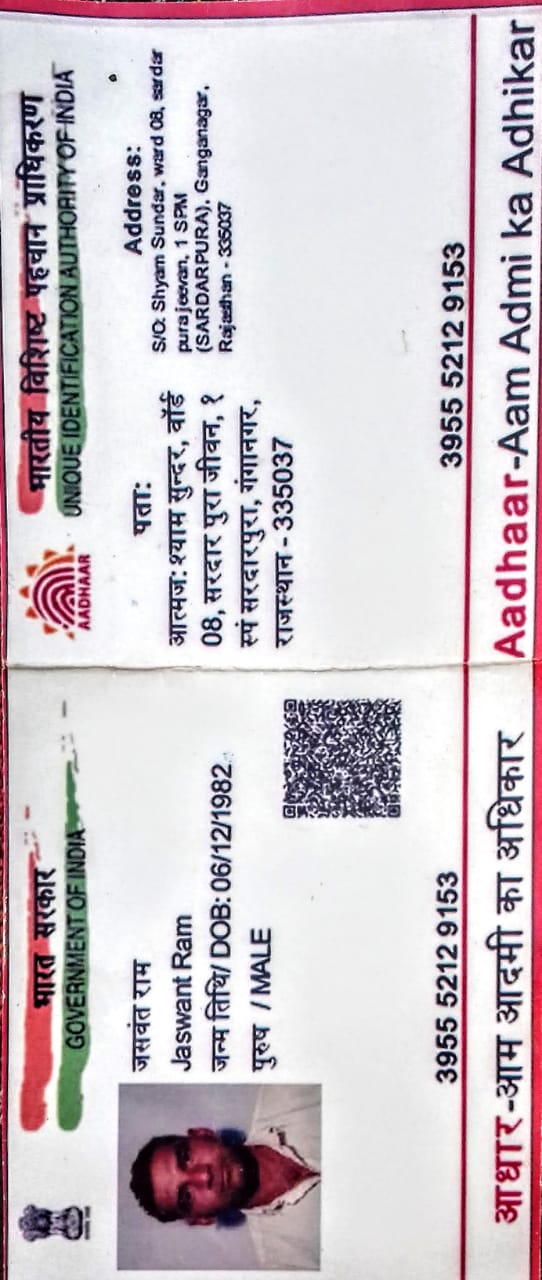 भारत सरकार
GOVERNMENT OF INDIA
जसवंत राम
Jaswant Ram
जन्म तिथि/ DOB: 06/12/1982
पुरुष / MALE
3955 5212 9153
आधार-आम आदमी का अधिकार
भारतीय विशिष्ट पहचान प्राधिकरण
UNIQUE IDENTIFICATION AUTHORITY OF INDIA
AADHAAR
पता:
आत्मज: श्याम सुन्दर, वॉर्ड
08, सरदार पुरा जीवन, १
स्पं सरदारपुरा, गंगानगर,
राजस्थान - 335037
Address:
S/O: Shyam Sundar, ward 08, sardar
pura jeevan, 1 SPM
(SARDARPURA), Ganganagar,
Rajasthan - 335037
3955 5212 9153
Aadhaar-Aam Admi ka Adhikar